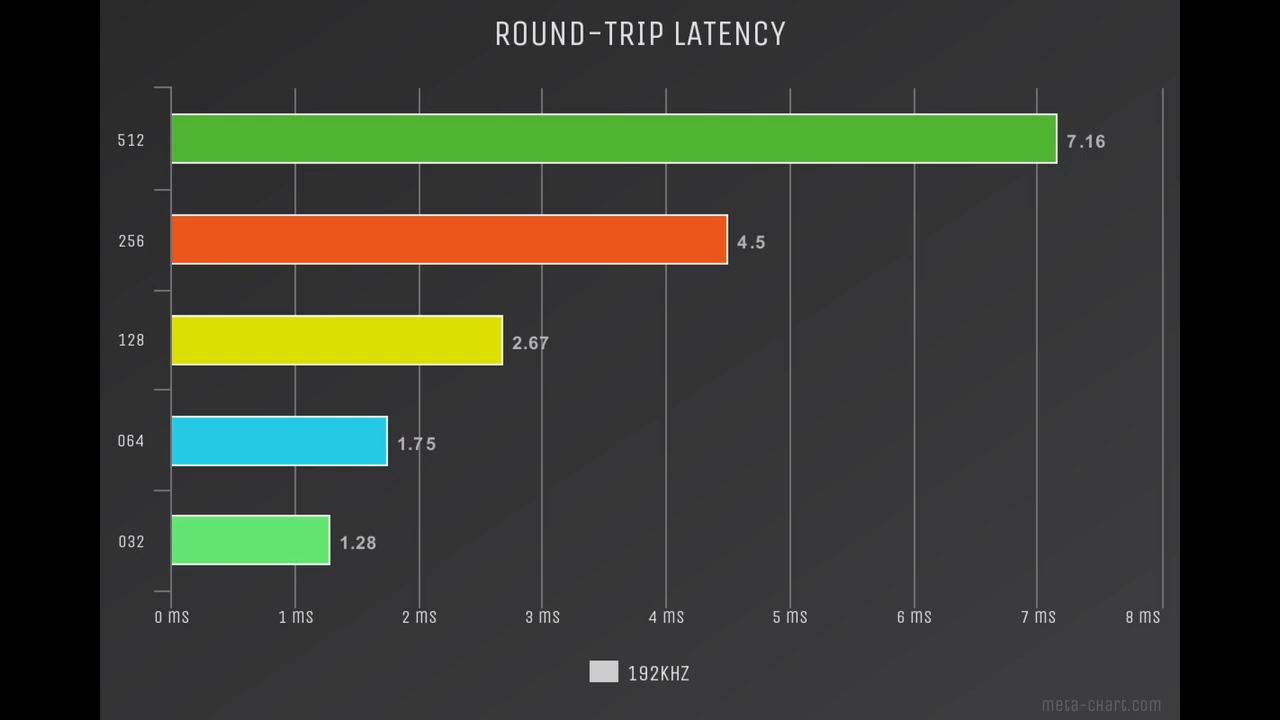 ROUND-TRIP LATENCY
512
7.16
256
4.5
128
2.67
064
1.75
032
1.28
0 MS 1 MS 2 MS 3 MS 4 MS 5 MS 6 MS 7 MS 8 MS
192KHZ
meta-chart.com